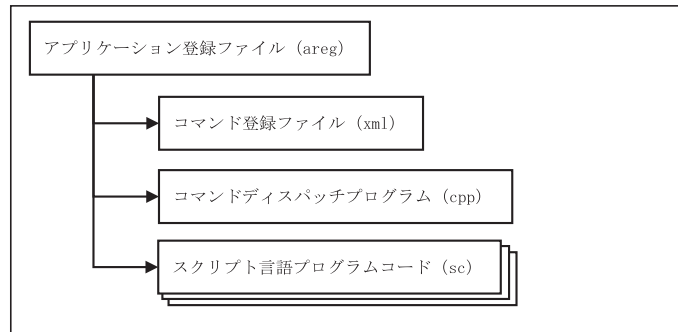 アプリケーション登録ファイル (areg)
コマンド登録ファイル (xml)
コマンドディスパッチプログラム (cpp)
スクリプト言語プログラムコード (sc)